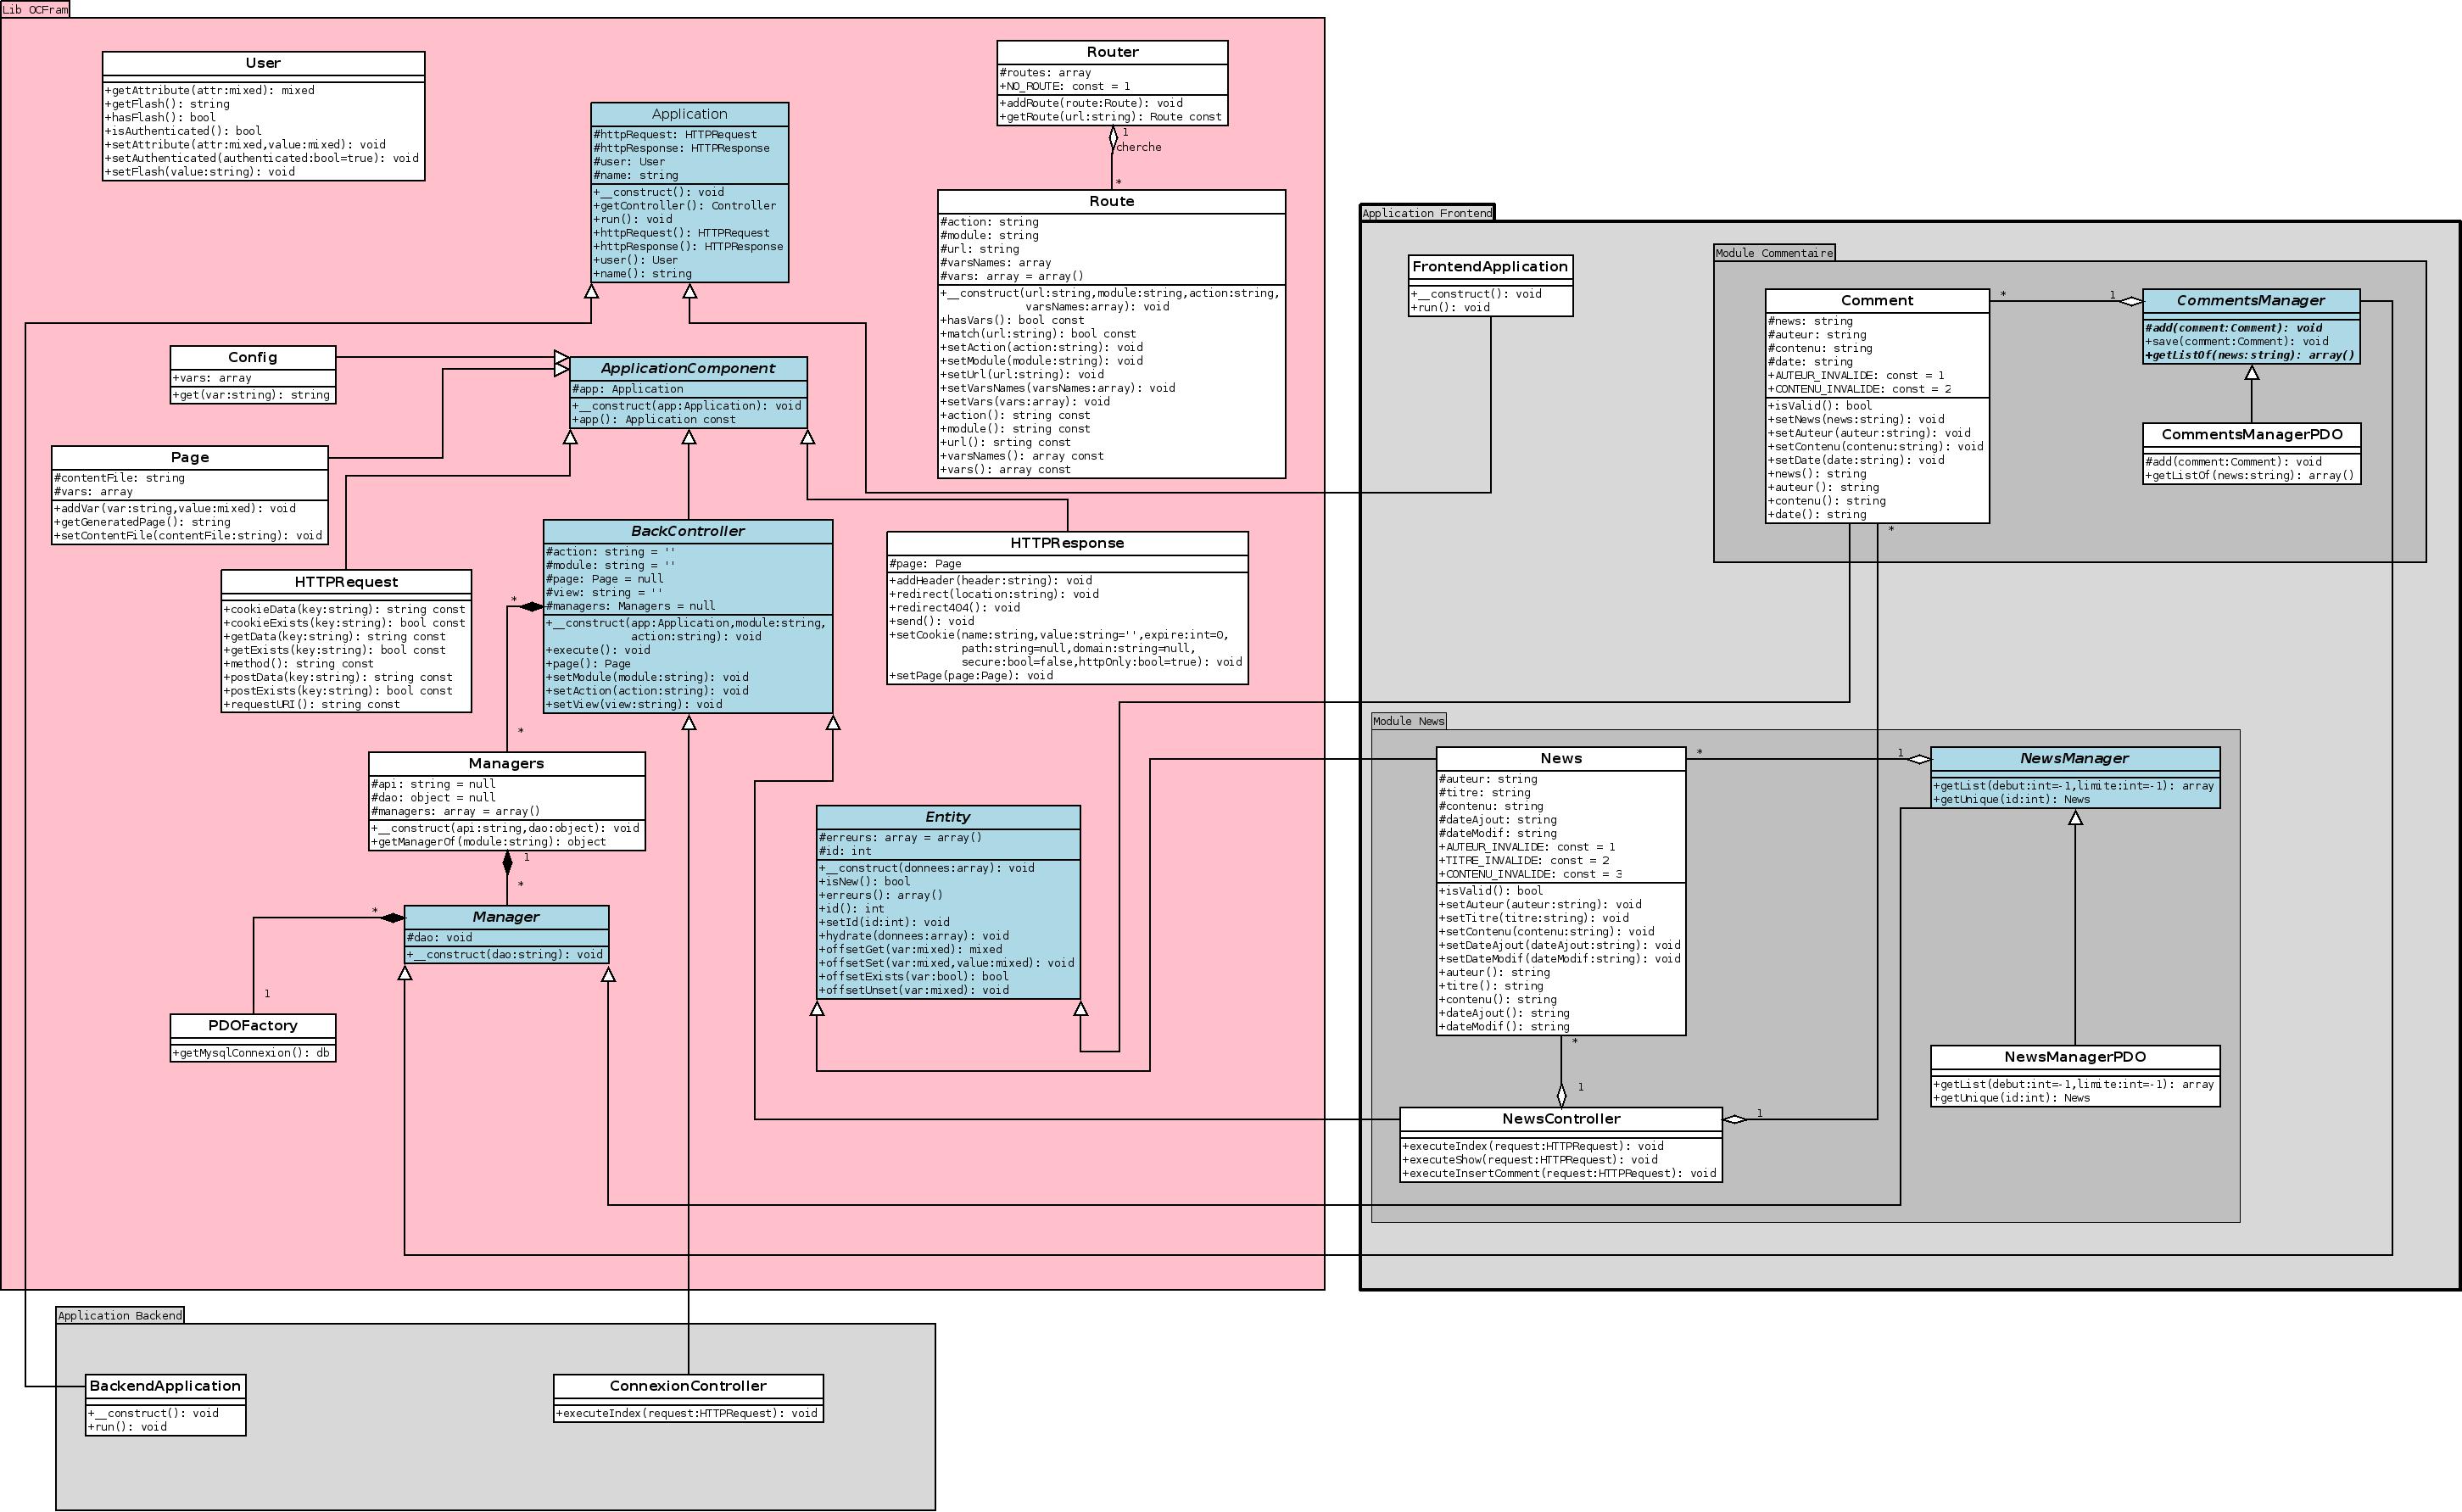 Lib OCFram
User
+getAttribute(attr:mixed): mixed
+getFlash(): string
+hasFlash(): bool
+isAuthenticated(): bool
+setAttribute(attr:mixed,value:mixed): void
+setAuthenticated(authenticated:bool=true): void
+setFlash(value:string): void
Application
#httpRequest: HTTPRequest
#httpResponse: HTTPResponse
#user: User
#name: string
+__construct(): void
+getController(): Controller
+run(): void
+httpRequest(): HTTPRequest
+httpResponse(): HTTPResponse
+user(): User
+name(): string
Router
#routes: array
+NO_ROUTE: const = 1
+addRoute(route:Route): void
+getRoute(url:string): Route const
1
cherche
*
Route
#action: string
#module: string
#url: string
#varsNames: array
#vars: array = array()
+__construct(url:string,module:string,action:string,
varsNames:array): void
+hasVars(): bool const
+match(url:string): bool const
+setAction(action:string): void
+setModule(module:string): void
+setUrl(url:string): void
+setVarsNames(varsNames:array): void
+setVars(vars:array): void
+action(): string const
+module(): string const
+url(): srting const
+varsNames(): array const
+vars(): array const
Config
+vars: array
+get(var:string): string
ApplicationComponent
#app: Application
+__construct(app:Application): void
+app(): Application const
Page
#contentFile: string
#vars: array
+addVar(var:string,value:mixed): void
+getGeneratedPage(): string
+setContentFile(contentFile:string): void
HTTPRequest
+cookieData(key:string): string const
+cookieExists(key:string): bool const
+getData(key:string): string const
+getExists(key:string): bool const
+method(): string const
+postData(key:string): string const
+postExists(key:string): bool const
+requestURI(): string const
BackController
#action: string = ''
#module: string = ''
#page: Page = null
#view: string = ''
#managers: Managers = null
+__construct(app:Application,module:string,
action:string): void
+execute(): void
+page(): Page
+setModule(module:string): void
+setAction(action:string): void
+setView(view:string): void
*
*
HTTPResponse
#page: Page
+addHeader(header:string): void
+redirect(location:string): void
+redirect404(): void
+send(): void
+setCookie(name:string,value:string='',expire:int=0,
path:string=null,domain:string=null,
secure:bool=false,httpOnly:bool=true): void
+setPage(page:Page): void
Managers
#api: string = null
#dao: object = null
#managers: array = array()
+__construct(api:string,dao:object): void
+getManagerOf(module:string): object
1
*
Manager
#dao: void
+__construct(dao:string): void
*
1
PDOFactory
+getMysqlConnexion(): db
Entity
#erreurs: array = array()
#id: int
+__construct(donnees:array): void
+isNew(): bool
+erreurs(): array()
+id(): int
+setId(id:int): void
+hydrate(donnees:array): void
+offsetGet(var:mixed): mixed
+offsetSet(var:mixed,value:mixed): void
+offsetExists(var:bool): bool
+offsetUnset(var:mixed): void
Application Frontend
FrontendApplication
+__construct(): void
+run(): void
Module Commentaire
Comment
#news: string
#auteur: string
#contenu: string
#date: string
+AUTEUR_INVALIDE: const = 1
+CONTENU_INVALIDE: const = 2
+isValid(): bool
+setNews(news:string): void
+setAuteur(auteur:string): void
+setContenu(contenu:string): void
+setDate(date:string): void
+news(): string
+auteur(): string
+contenu(): string
+date(): string
*
1
*
CommentsManager
#add(comment:Comment): void
+save(comment:Comment): void
+getListOf(news:string): array()
CommentsManagerPDO
#add(comment:Comment): void
+getListOf(news:string): array()
Module News
News
#auteur: string
#titre: string
#contenu: string
#dateAjout: string
#dateModif: string
+AUTEUR_INVALIDE: const = 1
+TITRE_INVALIDE: const = 2
+CONTENU_INVALIDE: const = 3
+isValid(): bool
+setAuteur(auteur:string): void
+setTitre(titre:string): void
+setContenu(contenu:string): void
+setDateAjout(dateAjout:string): void
+setDateModif(dateModif:string): void
+auteur(): string
+titre(): string
+contenu(): string
+dateAjout(): string
+dateModif(): string
*
1
NewsManager
+getList(debut:int=-1,limite:int=-1): array
+getUnique(id:int): News
NewsManagerPDO
+getList(debut:int=-1,limite:int=-1): array
+getUnique(id:int): News
*
1
NewsController
+executeIndex(request:HTTPRequest): void
+executeShow(request:HTTPRequest): void
+executeInsertComment(request:HTTPRequest): void
1
Application Backend
BackendApplication
+__construct(): void
+run(): void
ConnexionController
+executeIndex(request:HTTPRequest): void